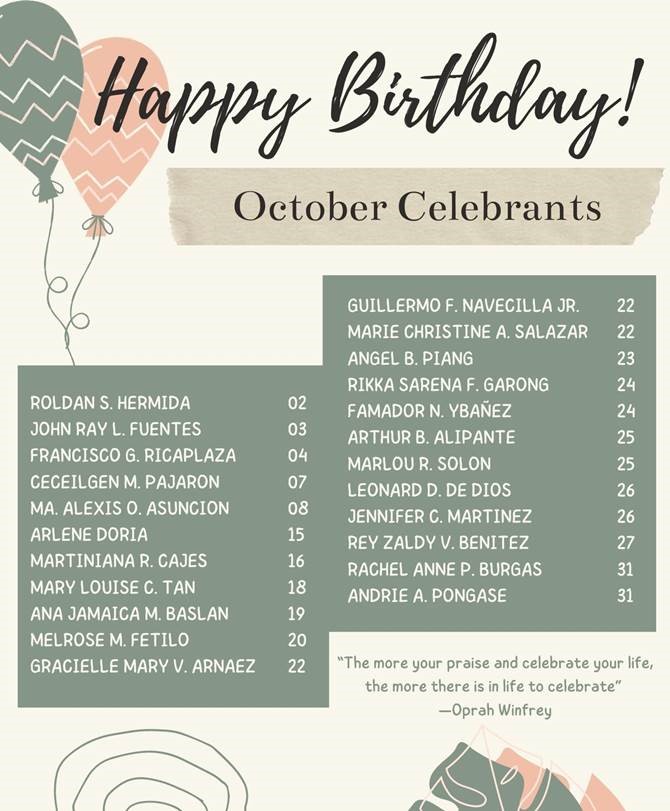 Happy Birthday!
October Celebrants
ROLDAN S. HERMIDA 02
JOHN RAY L. FUENTES 03
FRANCISCO G. RICAPLAZA 04
CECEILGEN M. PAJARON 07
MA. ALEXIS O. ASUNCION 08
ARLENE DORIA 15
MARTINIANA R. CAJES 16
MARY LOUISE C. TAN 18
ANA JAMAICA M. BASLAN 19
MELROSE M. FETILO 20
GRACIELLE MARY V. ARNAEZ 22
GUILLERMO F. NAVECILLA JR. 22
MARIE CHRISTINE A. SALAZAR 22
ANGEL B. PIANG 23
RIKKA SARENA F. GARONG 24
FAMADOR N. YBAÑEZ 24
ARTHUR B. ALIPANTE 25
MARLOU R. SOLON 25
LEONARD D. DE DIOS 26
JENNIFER C. MARTINEZ 26
REY ZALDY V. BENITEZ 27
RACHEL ANNE P. BURGAS 31
ANDRIE A. PONGASE 31
“The more your praise and celebrate your life,
the more there is in life to celebrate”
—Oprah Winfrey